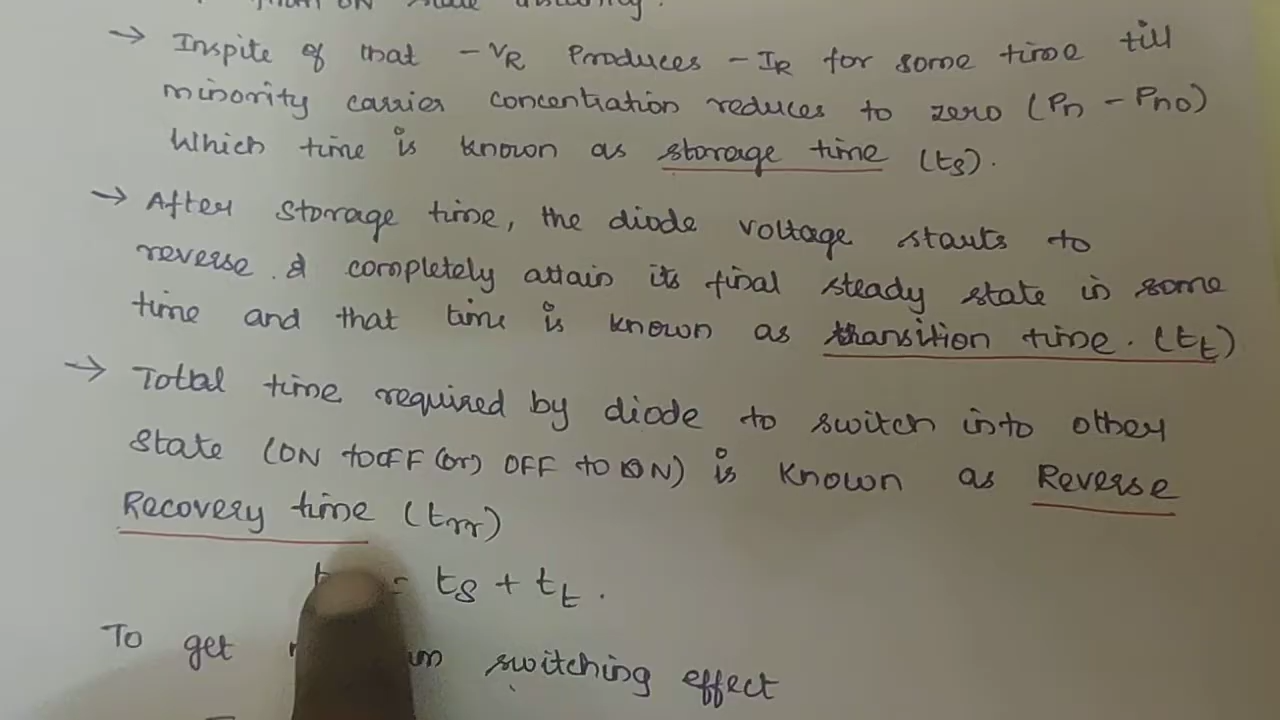 ON state
→ Inspite of that -VR Produces -IR for some time till
minority carrier concentration reduces to zero (Pn - Pno)
Which time is known as storage time (ts).
→ After storage time, the diode voltage starts to
reverse & completely attain its final steady state in some
time and that time is known as transition time. (tt)
→ Total time required by diode to switch into other
state (ON to OFF (or) OFF to ON) is known as Reverse
Recovery time (trr)
= ts + tt.
To get switching effect